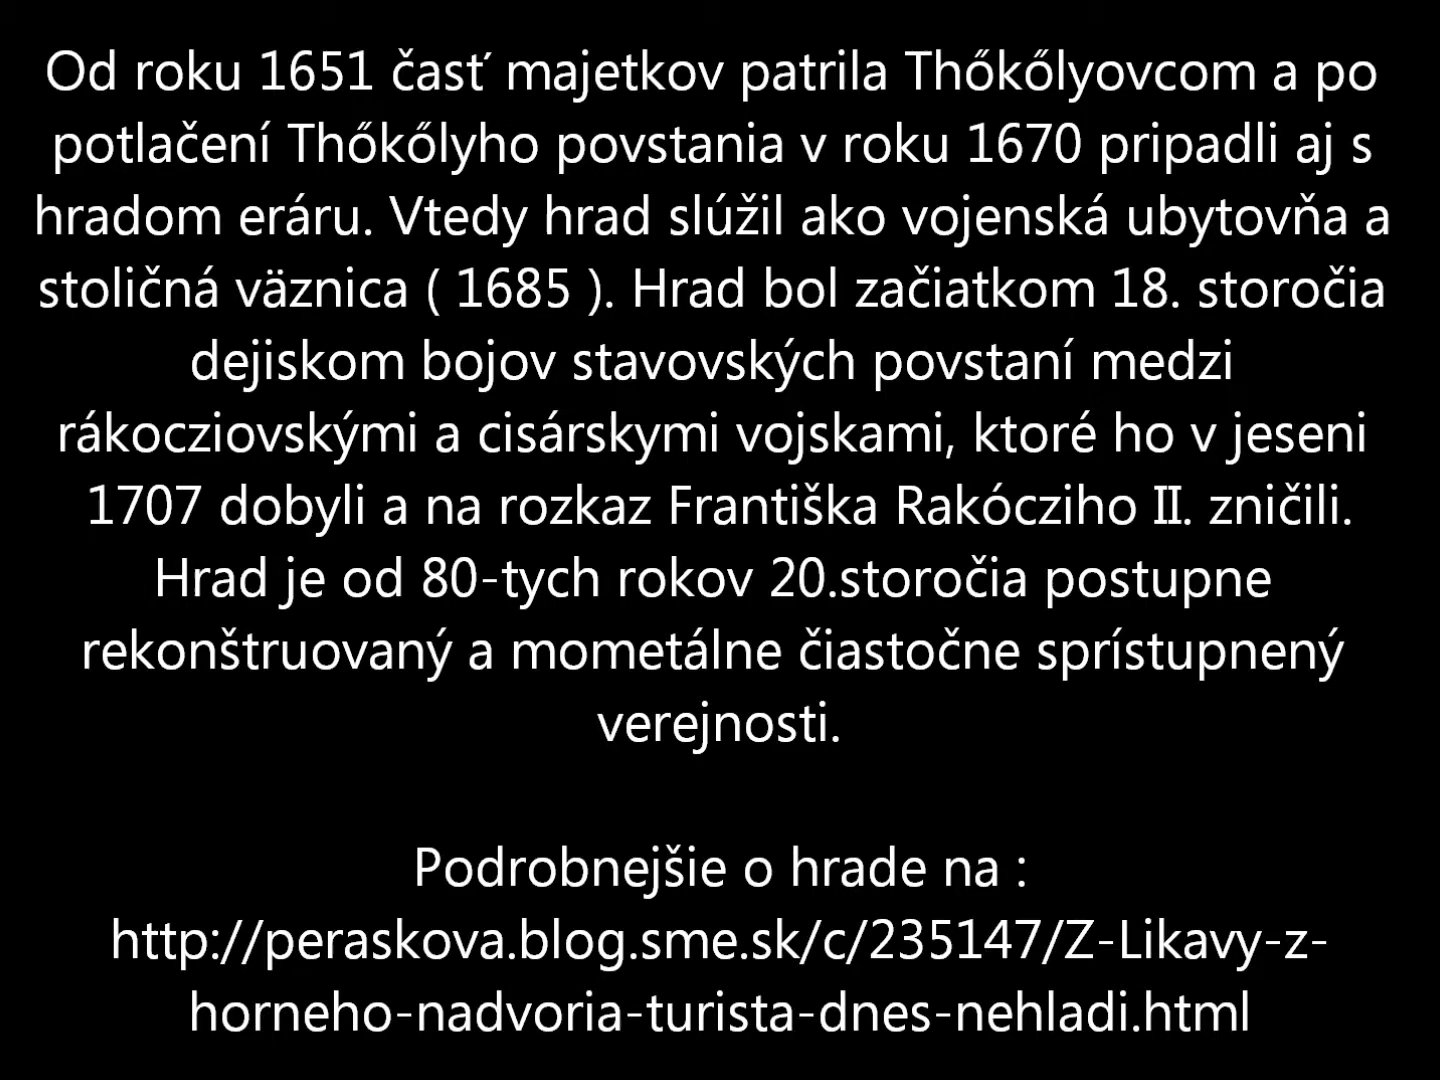 Od roku 1651 časť majetkov patrila Thőkőlyovcom a po
potlačení Thőkőlyho povstania v roku 1670 pripadli aj s
hradom eráru. Vtedy hrad slúžil ako vojenská ubytovňa a
stoličná väznica ( 1685 ). Hrad bol začiatkom 18. storočia
dejiskom bojov stavovských povstaní medzi
rákocziovskými a cisárskymi vojskami, ktoré ho v jeseni
1707 dobyli a na rozkaz Františka Rakócziho II. zničili.
Hrad je od 80-tych rokov 20.storočia postupne
rekonštruovaný a mometálne čiastočne sprístupnený
verejnosti.
Podrobnejšie o hrade na :
http://peraskova.blog.sme.sk/c/235147/Z-Likavy-z-
horneho-nadvoria-turista-dnes-nehladi.html